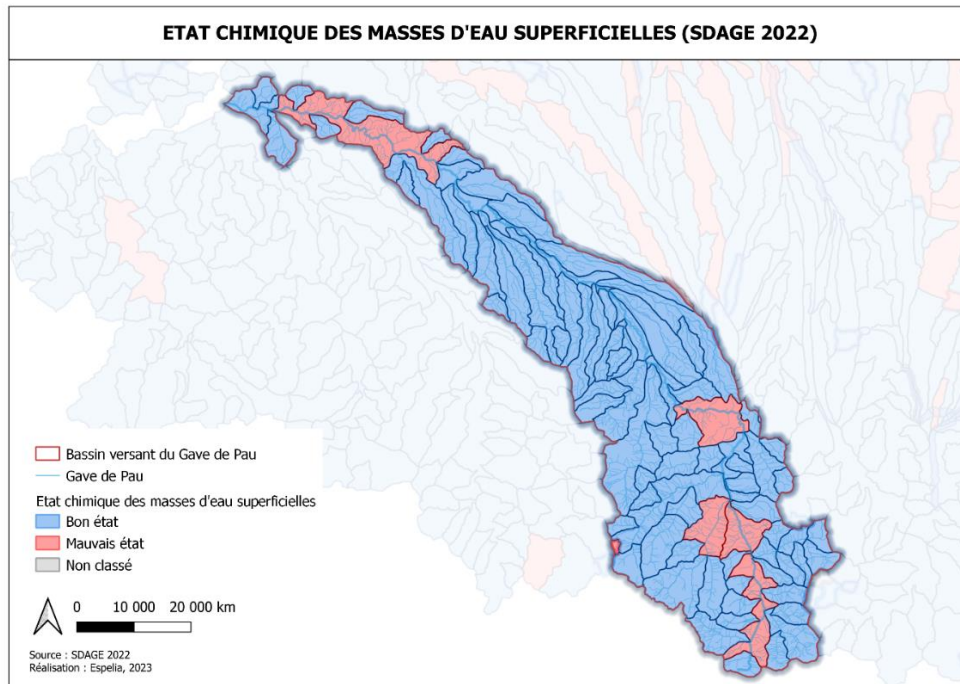 ETAT CHIMIQUE DES MASSES D'EAU SUPERFICIELLES (SDAGE 2022)
Bassin versant du Gave de Pau
Gave de Pau
Etat chimique des masses d'eau superficielles
Bon état
Mauvais état
Non classé
0 10 000 20 000 km
Source : SDAGE 2022
Réalisation : Espelia, 2023